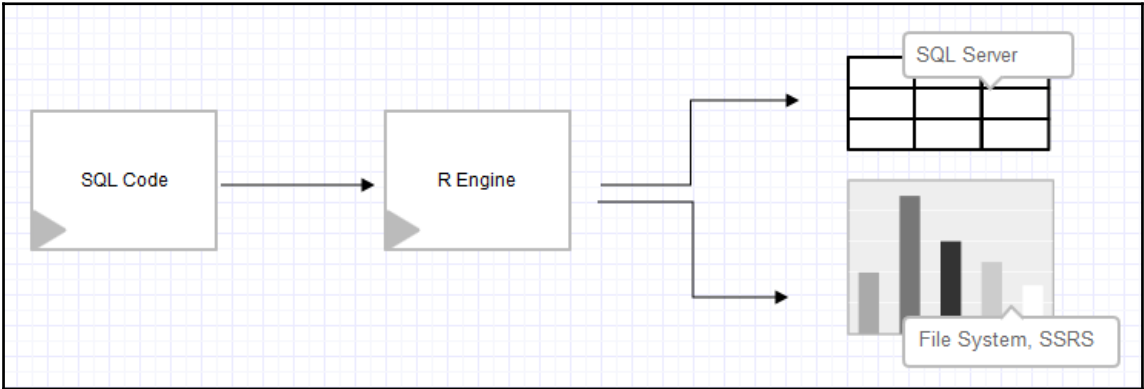 SQL Code
R Engine
SQL Server
File System, SSRS